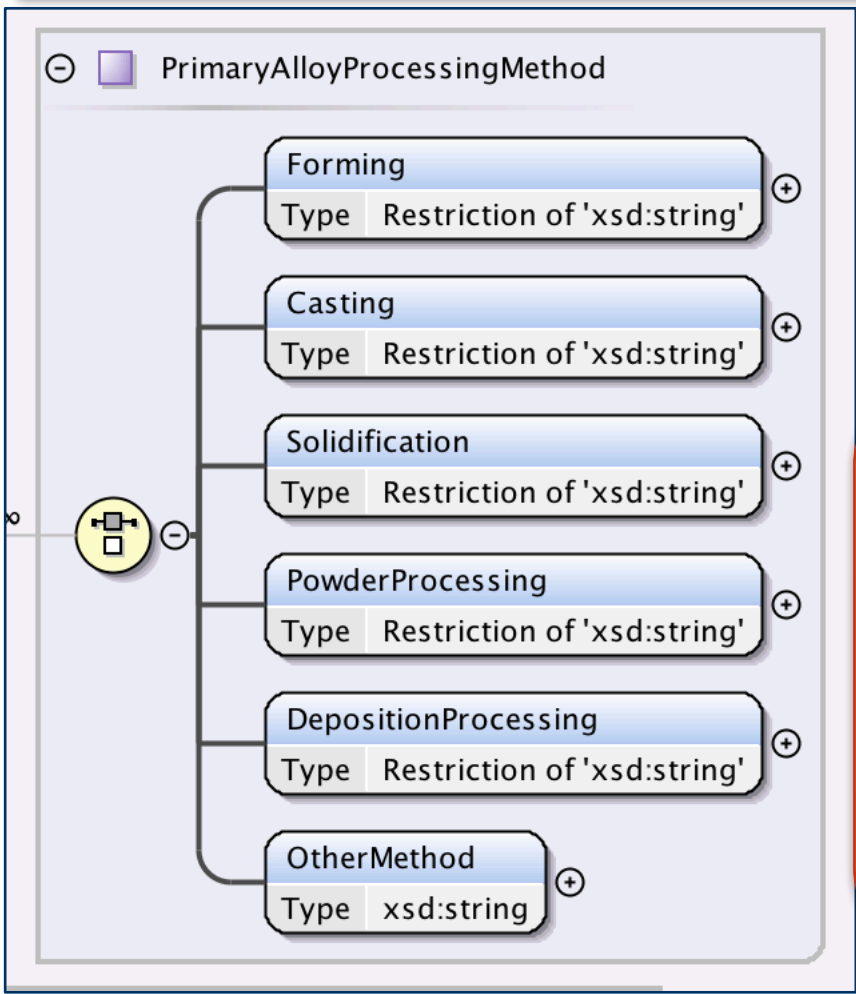 PrimaryAlloyProcessingMethod
Forming
Type Restriction of 'xsd:string'
Casting
Type Restriction of 'xsd:string'
Solidification
Type Restriction of 'xsd:string'
∞
PowderProcessing
Type Restriction of 'xsd:string'
DepositionProcessing
Type Restriction of 'xsd:string'
OtherMethod
Type xsd:string